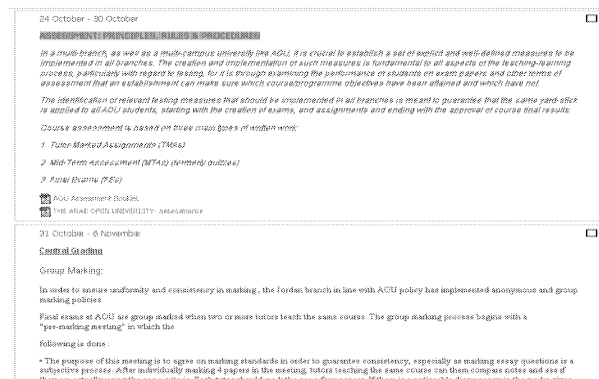 24 October - 30 October
ASSESSMENT: PRINCIPLES, RULES & PROCEDURES
In a multi-branch, as well as a multi-campus university like AOU, it is crucial to establish a set of explicit and well-defined measures to be
implemented in all branches. The creation and implementation of such measures is fundamental to all aspects of the teaching-learning
process, particularly with regard to testing, for it is through examining the performance of students on exam papers and other forms of
assessment that an establishment can make sure which course/programme objectives have been attained and which have not.
The identification of relevant testing measures that should be implemented in all branches is meant to guarantee that the same yard-stick
is applied to all AOU students, starting with the creation of exams, and assignments and ending with the approval of course final results.
Course assessment is based on three main types of written work:
1 Tutor Marked Assignments (TMAs)
2 Mid-Term Assessment (MTAs) (formerly quizzes)
3 Final Exams (FEs)
AOU Assessment Booklet
THE ARAB OPEN UNIVERSITY- assessment
31 October - 6 November
Central Grading
Group Marking:
In order to ensure uniformity and consistency in marking , the Jordan branch in line with AOU policy has implemented anonymous and group
marking policies.
Final exams at AOU are group marked when two or more tutors teach the same course. The group marking process begins with a
"pre-marking meeting" in which the
following is done :
• The purpose of this meeting is to agree on marking standards in order to guarantee consistency, especially as marking essay questions is a
subjective process. After individually marking 4 papers in the meeting, tutors teaching the same course can then compare notes and see if